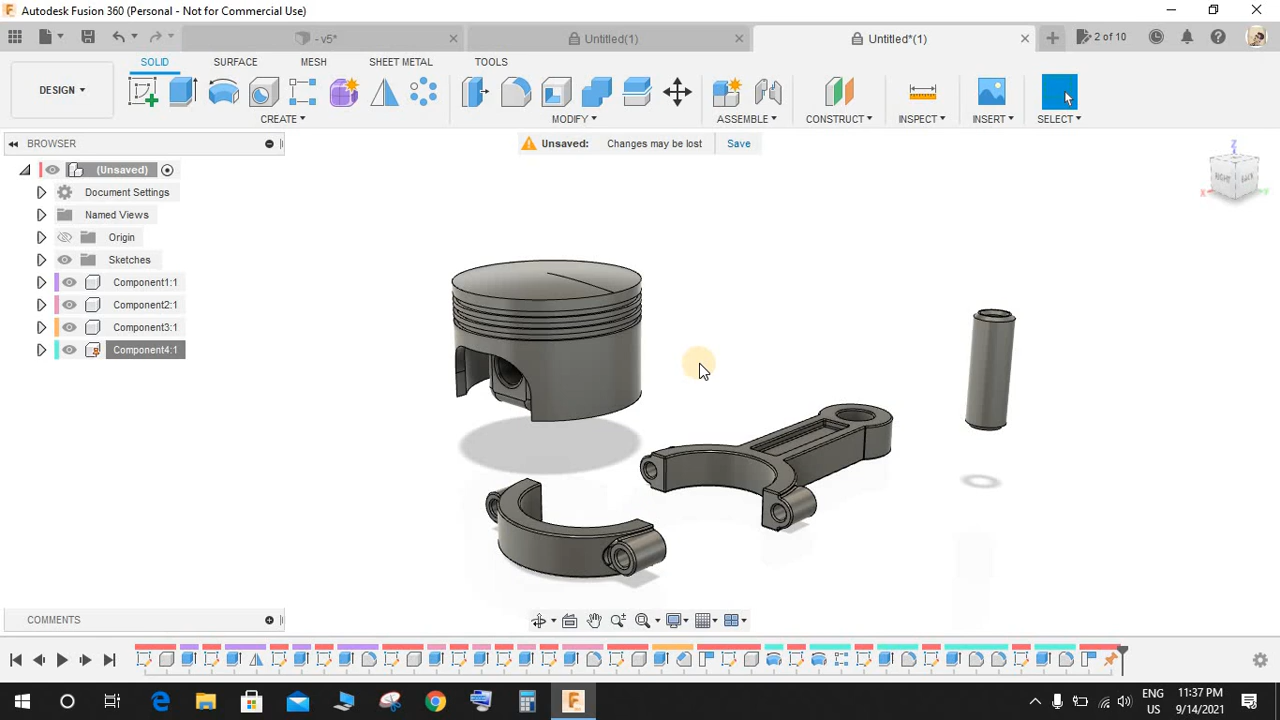 Autodesk Fusion 360 (Personal - Not for Commercial Use)
- v5*
Untitled(1)
Untitled*(1)
2 of 10
SOLID
SURFACE
MESH
SHEET METAL
TOOLS
DESIGN
CREATE
MODIFY
ASSEMBLE
CONSTRUCT
INSPECT
INSERT
SELECT
BROWSER
Unsaved: Changes may be lost Save
(Unsaved)
Document Settings
Named Views
Origin
Sketches
Component1:1
Component2:1
Component3:1
Component4:1
Z
RIGHT BACK
X Y
COMMENTS
ENG 11:37 PM
US 9/14/2021